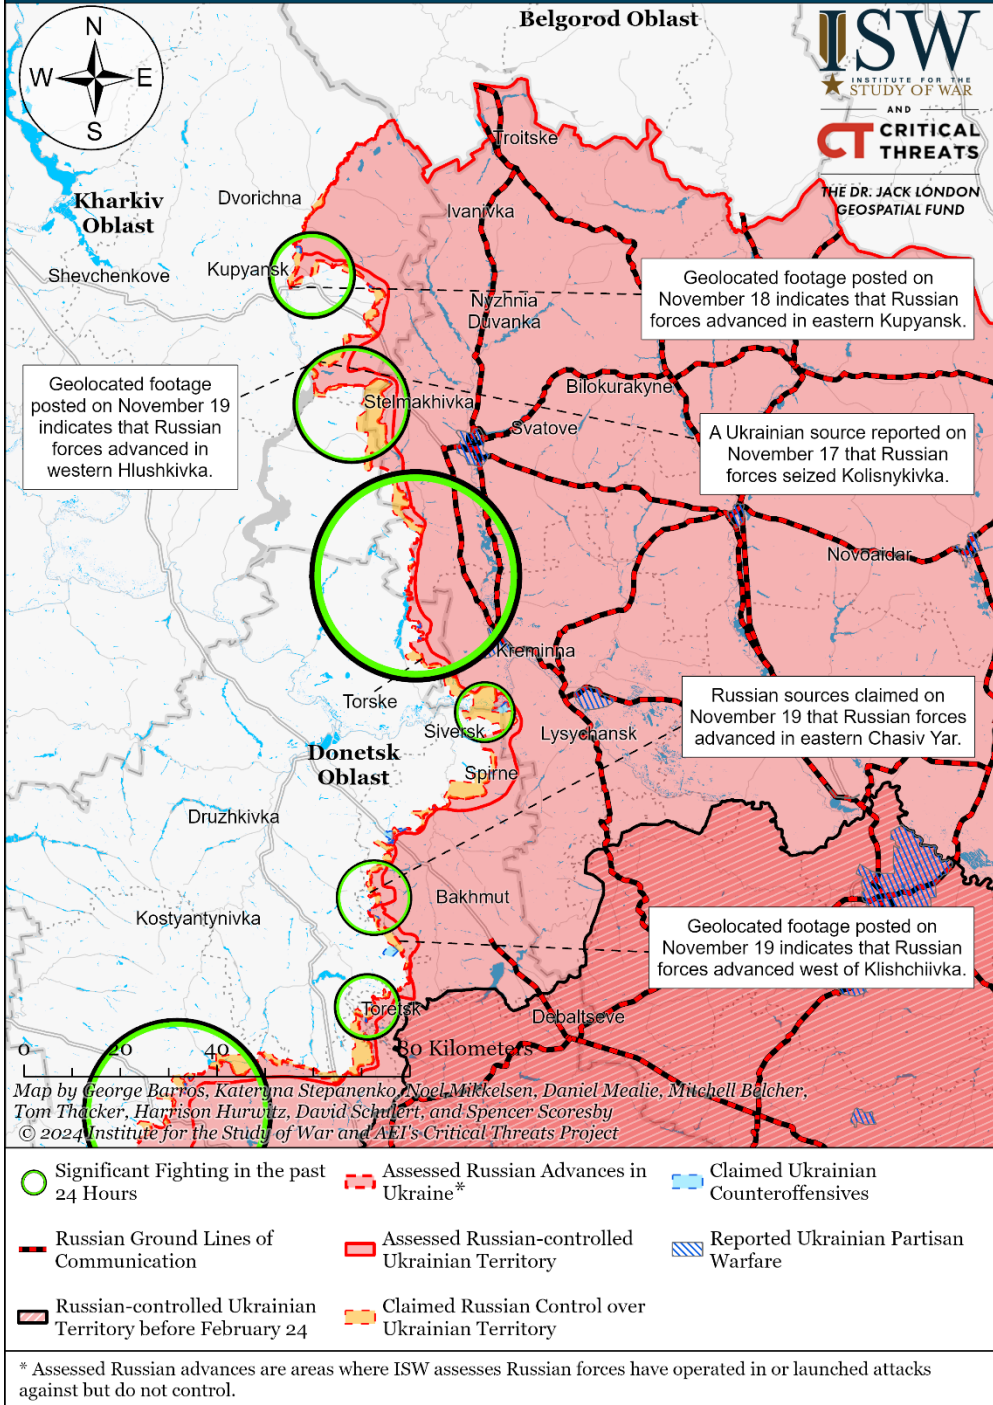 Belgorod Oblast
N
W
E
S
ISW
INSTITUTE FOR THE
STUDY OF WAR
AND
CT CRITICAL
THREATS
THE DR. JACK LONDON
GEOSPATIAL FUND
Troitske
Dvorichna
Kharkiv
Oblast
Ivanivka
Shevchenkove
Kupyansk
Geolocated footage posted on
November 18 indicates that Russian
forces advanced in eastern Kupyansk.
Nyzhnia
Duvanka
Geolocated footage
posted on November 19
indicates that Russian
forces advanced in
western Hlushkivka.
Stelmakhivka
Bilokurakyne
Svatove
A Ukrainian source reported on
November 17 that Russian
forces seized Kolisnykivka.
Novoaidar
Kreminna
Torske
Siversk
Lysychansk
Russian sources claimed on
November 19 that Russian forces
advanced in eastern Chasiv Yar.
Donetsk
Oblast
Spirne
Druzhkivka
Bakhmut
Kostyantynivka
Geolocated footage posted on
November 19 indicates that Russian
forces advanced west of Klishchiivka.
Toretsk
Debaltseve
0 20 40 80 Kilometers
Map by George Barros, Kateryna Stepanenko, Noel Mikkelsen, Daniel Mealie, Mitchell Belcher,
Tom Thacker, Harrison Hurwitz, David Schulert, and Spencer Scoresby
© 2024 Institute for the Study of War and AEI's Critical Threats Project
Significant Fighting in the past
24 Hours
Russian Ground Lines of
Communication
Russian-controlled Ukrainian
Territory before February 24
Assessed Russian Advances in
Ukraine*
Assessed Russian-controlled
Ukrainian Territory
Claimed Russian Control over
Ukrainian Territory
Claimed Ukrainian
Counteroffensives
Reported Ukrainian Partisan
Warfare
* Assessed Russian advances are areas where ISW assesses Russian forces have operated in or launched attacks
against but do not control.